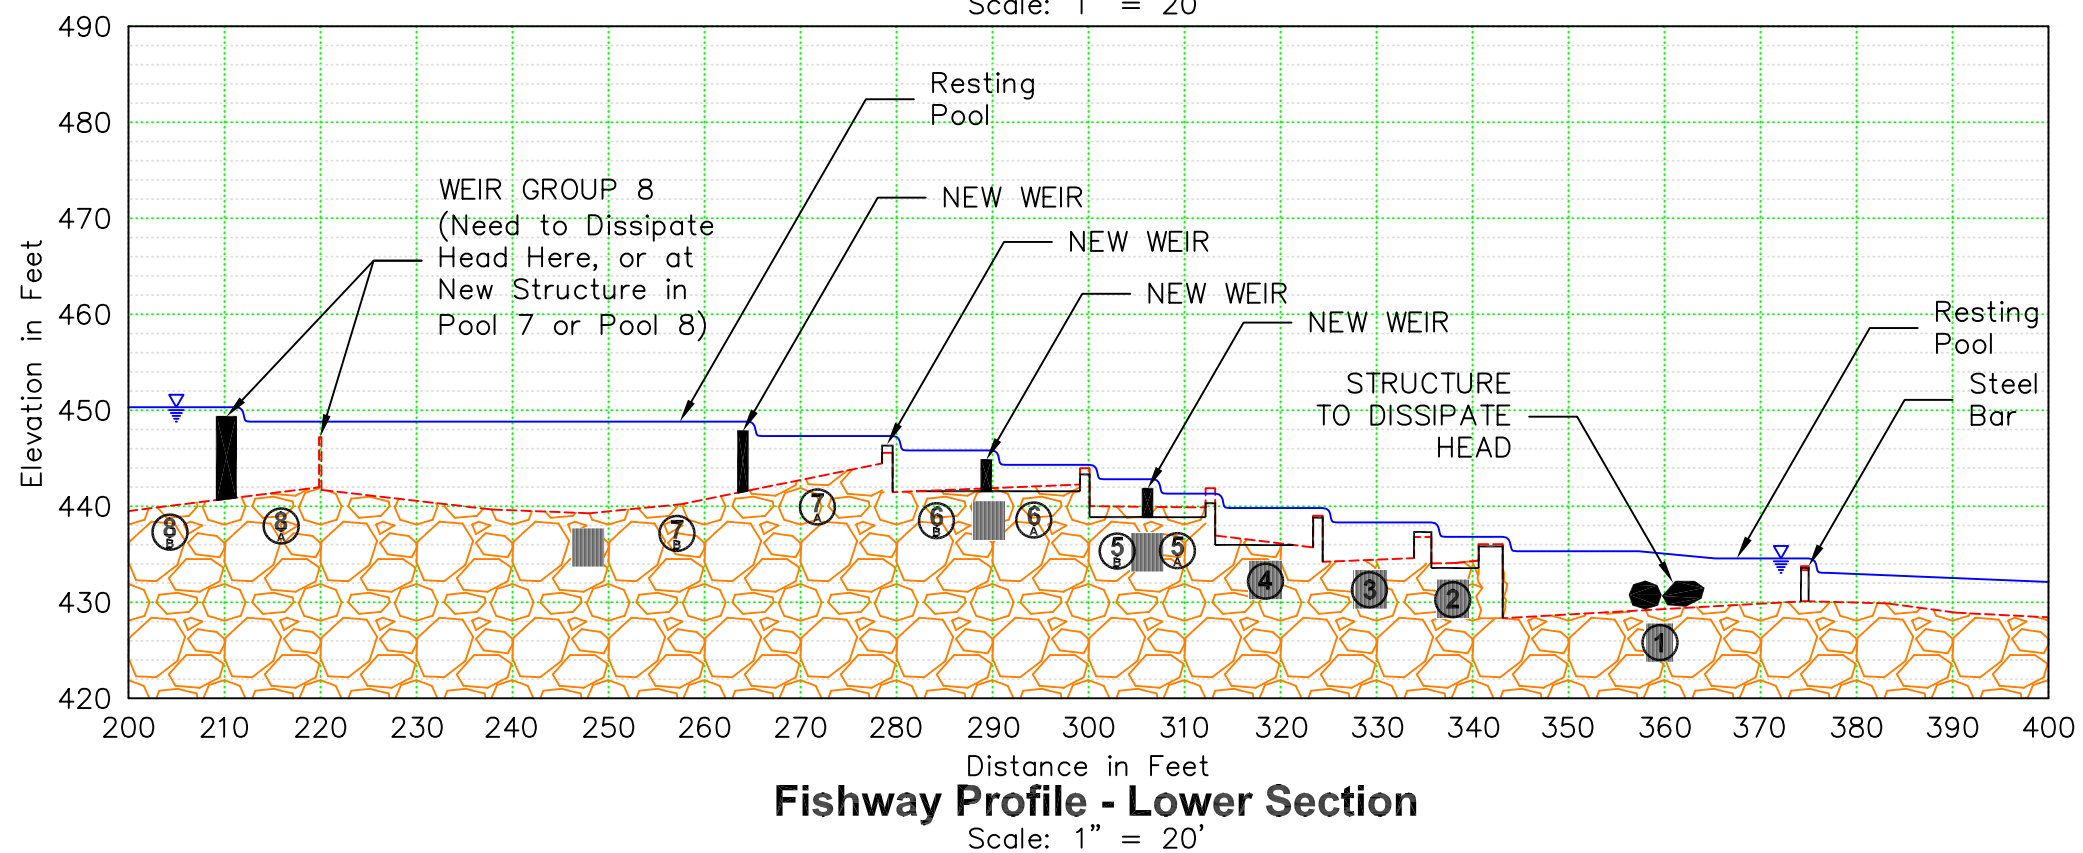 Scale: 1" = 20'
490
480
470
460
450
440
430
420
Elevation in Feet
Resting
Pool
WEIR GROUP 8
(Need to Dissipate
Head Here, or at
New Structure in
Pool 7 or Pool 8)
NEW WEIR
NEW WEIR
NEW WEIR
NEW WEIR
STRUCTURE
TO DISSIPATE
HEAD
Resting
Pool
Steel
Bar
8 B
8 A
7 B
7 A
6 B
6 A
5 B
5 A
4
3
2
1
200 210 220 230 240 250 260 270 280 290 300 310 320 330 340 350 360 370 380 390 400
Distance in Feet
Fishway Profile - Lower Section
Scale: 1" = 20'